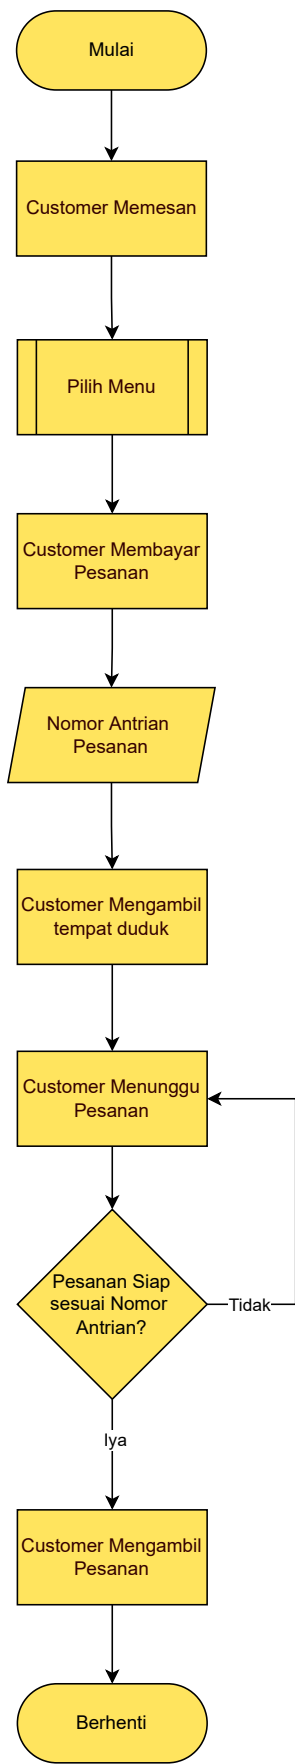 Mulai
Customer Memesan
Pilih Menu
Customer Membayar
Pesanan
Nomor Antrian
Pesanan
Customer Mengambil
tempat duduk
Customer Menunggu
Pesanan
Pesanan Siap
sesuai Nomor
Antrian?
Tidak
Iya
Customer Mengambil
Pesanan
Berhenti